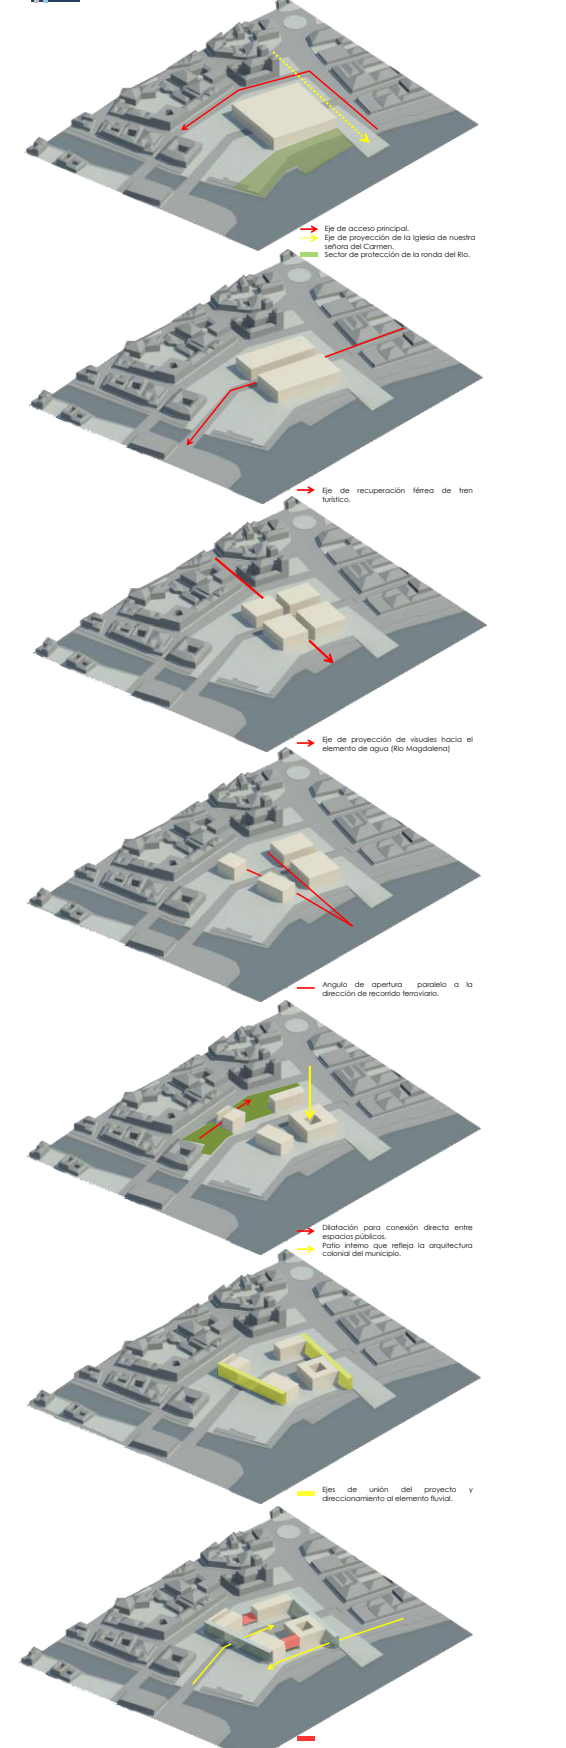 Eje de acceso principal.
Eje de proyección de la Iglesia de nuestra
señora del Carmen.
Sector de protección de la ronda del Rio.
Eje de recuperación férrea de tren
turístico.
Eje de proyección de visuales hacia el
elemento de agua (Rio Magdalena)
Angulo de apertura paralelo a la
dirección de recorrido ferroviario.
Dilatación para conexión directa entre
espacios públicos.
Patio interno que refleja la arquitectura
colonial del municipio.
Ejes de unión del proyecto y
direccionamiento al elemento fluvial.